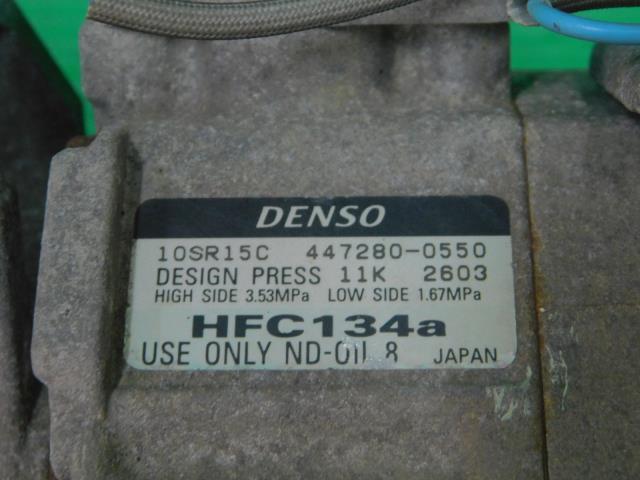 DENSO
10SR15C 447280-0550
DESIGN PRESS 11K 2603
HIGH SIDE 3.53MPa LOW SIDE 1.67MPa
HFC134a
USE ONLY ND-OIL 8 JAPAN